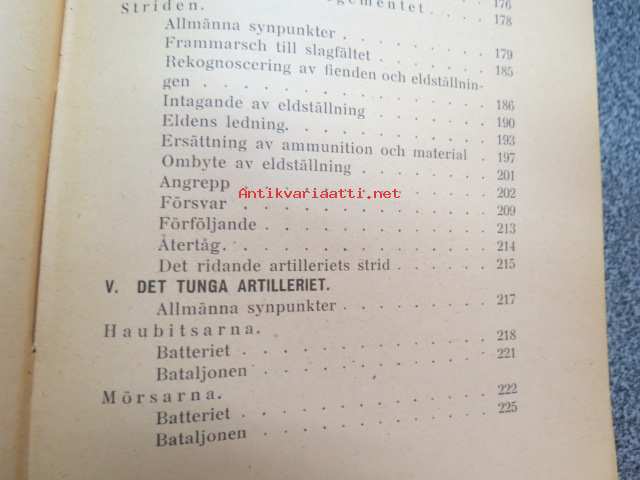 176
Striden. 178
Allmänna synpunkter . . . . . . . 179
Frammarsch till slagfältet . . . . . . 185
Rekognoscering av fienden och eldställnin-
gen . . . . . . . . . . . . 186
Intagande av eldställning . . . . . . 190
Eldens ledning. . . . . . . . . . 193
Ersättning av ammunition och material . 197
Ombyte av eldställning . . . . . . 201
Angrepp . . . . . . . . . . . 202
Försvar . . . . . . . . . . . 209
Förföljande . . . . . . . . . . 213
Återtåg. . . . . . . . . . . . 214
Det ridande artilleriets strid . . . . 215
V. DET TUNGA ARTILLERIET.
Allmänna synpunkter . . . . . . . 217
Haubitsarna.
Batteriet . . . . . . . . . . . 218
Bataljonen . . . . . . . . . . 221
Mörsarna.
Batteriet . . . . . . . . . . . 222
Bataljonen . . . . . . . . . . 225
Antikvariaatti.net